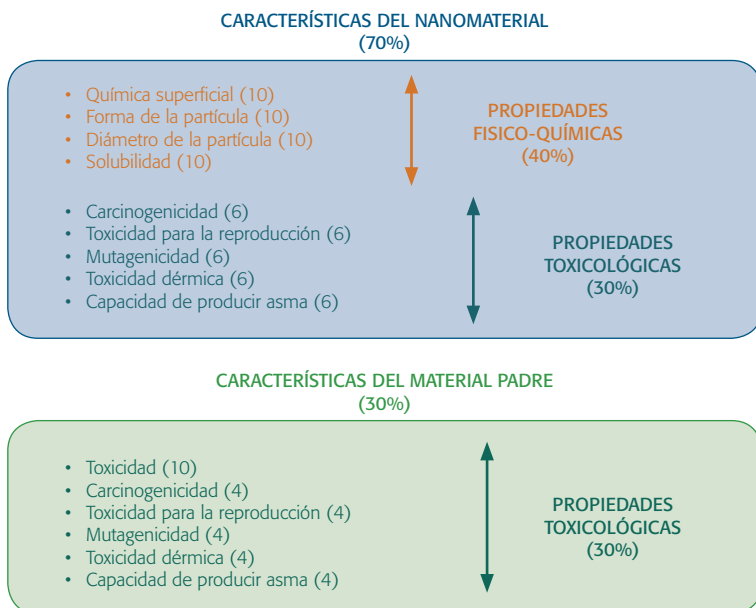 CARACTERÍSTICAS DEL NANOMATERIAL
(70%)
• Química superficial (10)
• Forma de la partícula (10)
• Diámetro de la partícula (10)
• Solubilidad (10)
PROPIEDADES
FISICO-QUÍMICAS
(40%)
• Carcinogenicidad (6)
• Toxicidad para la reproducción (6)
• Mutagenicidad (6)
• Toxicidad dérmica (6)
• Capacidad de producir asma (6)
PROPIEDADES
TOXICOLÓGICAS
(30%)
CARACTERÍSTICAS DEL MATERIAL PADRE
(30%)
• Toxicidad (10)
• Carcinogenicidad (4)
• Toxicidad para la reproducción (4)
• Mutagenicidad (4)
• Toxicidad dérmica (4)
• Capacidad de producir asma (4)
PROPIEDADES
TOXICOLÓGICAS
(30%)